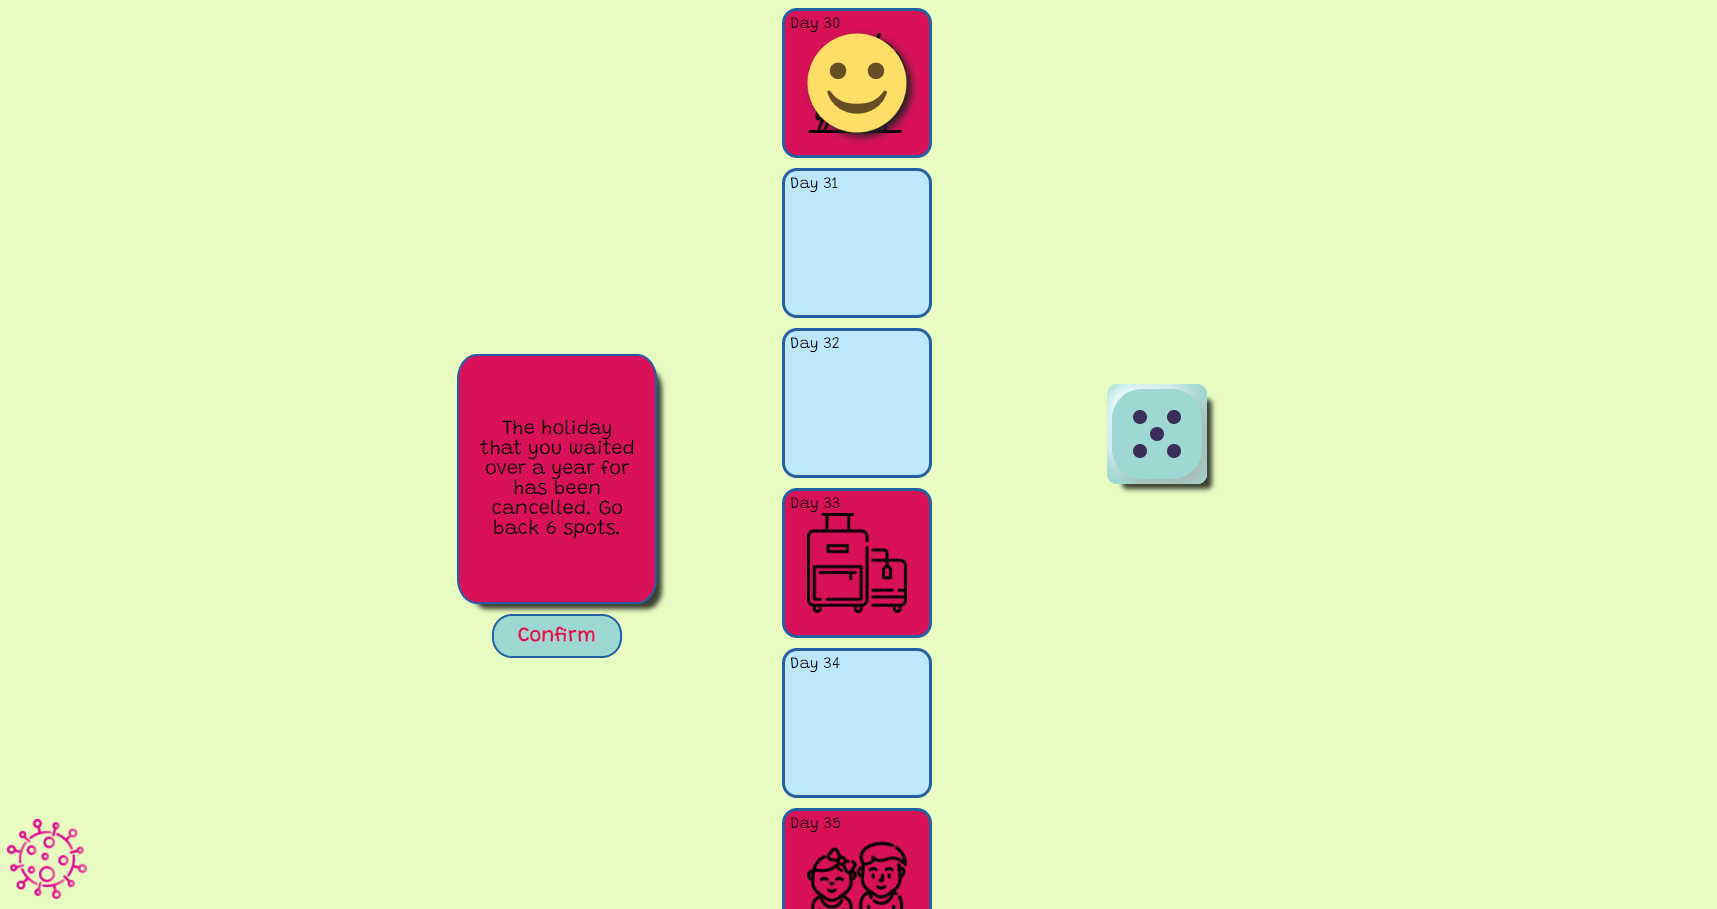 Day 30
Day 31
Day 32
The holiday
that you waited
over a year for
has been
cancelled. Go
back 6 spots.
Confirm
Day 33
Day 34
Day 35